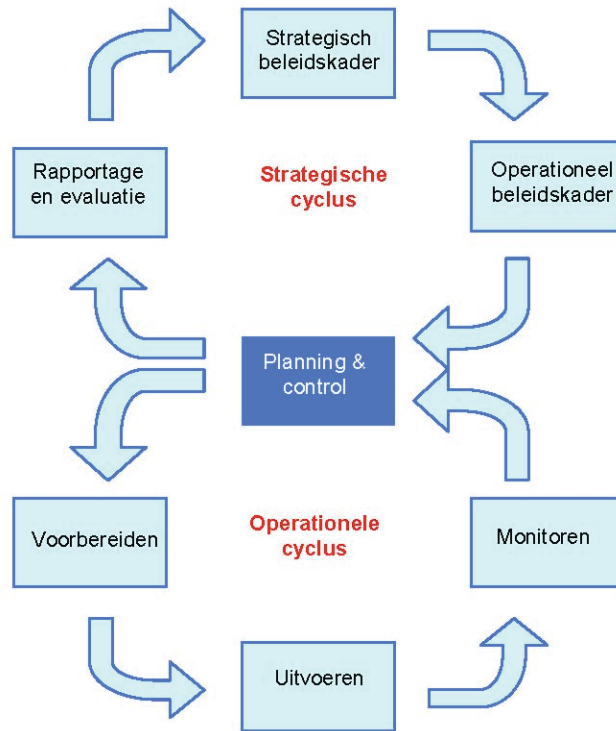 Strategisch
beleidskader
Rapportage
en evaluatie
Strategische
cyclus
Operationeel
beleidskader
Planning &
control
Voorbereiden
Operationele
cyclus
Monitoren
Uitvoeren